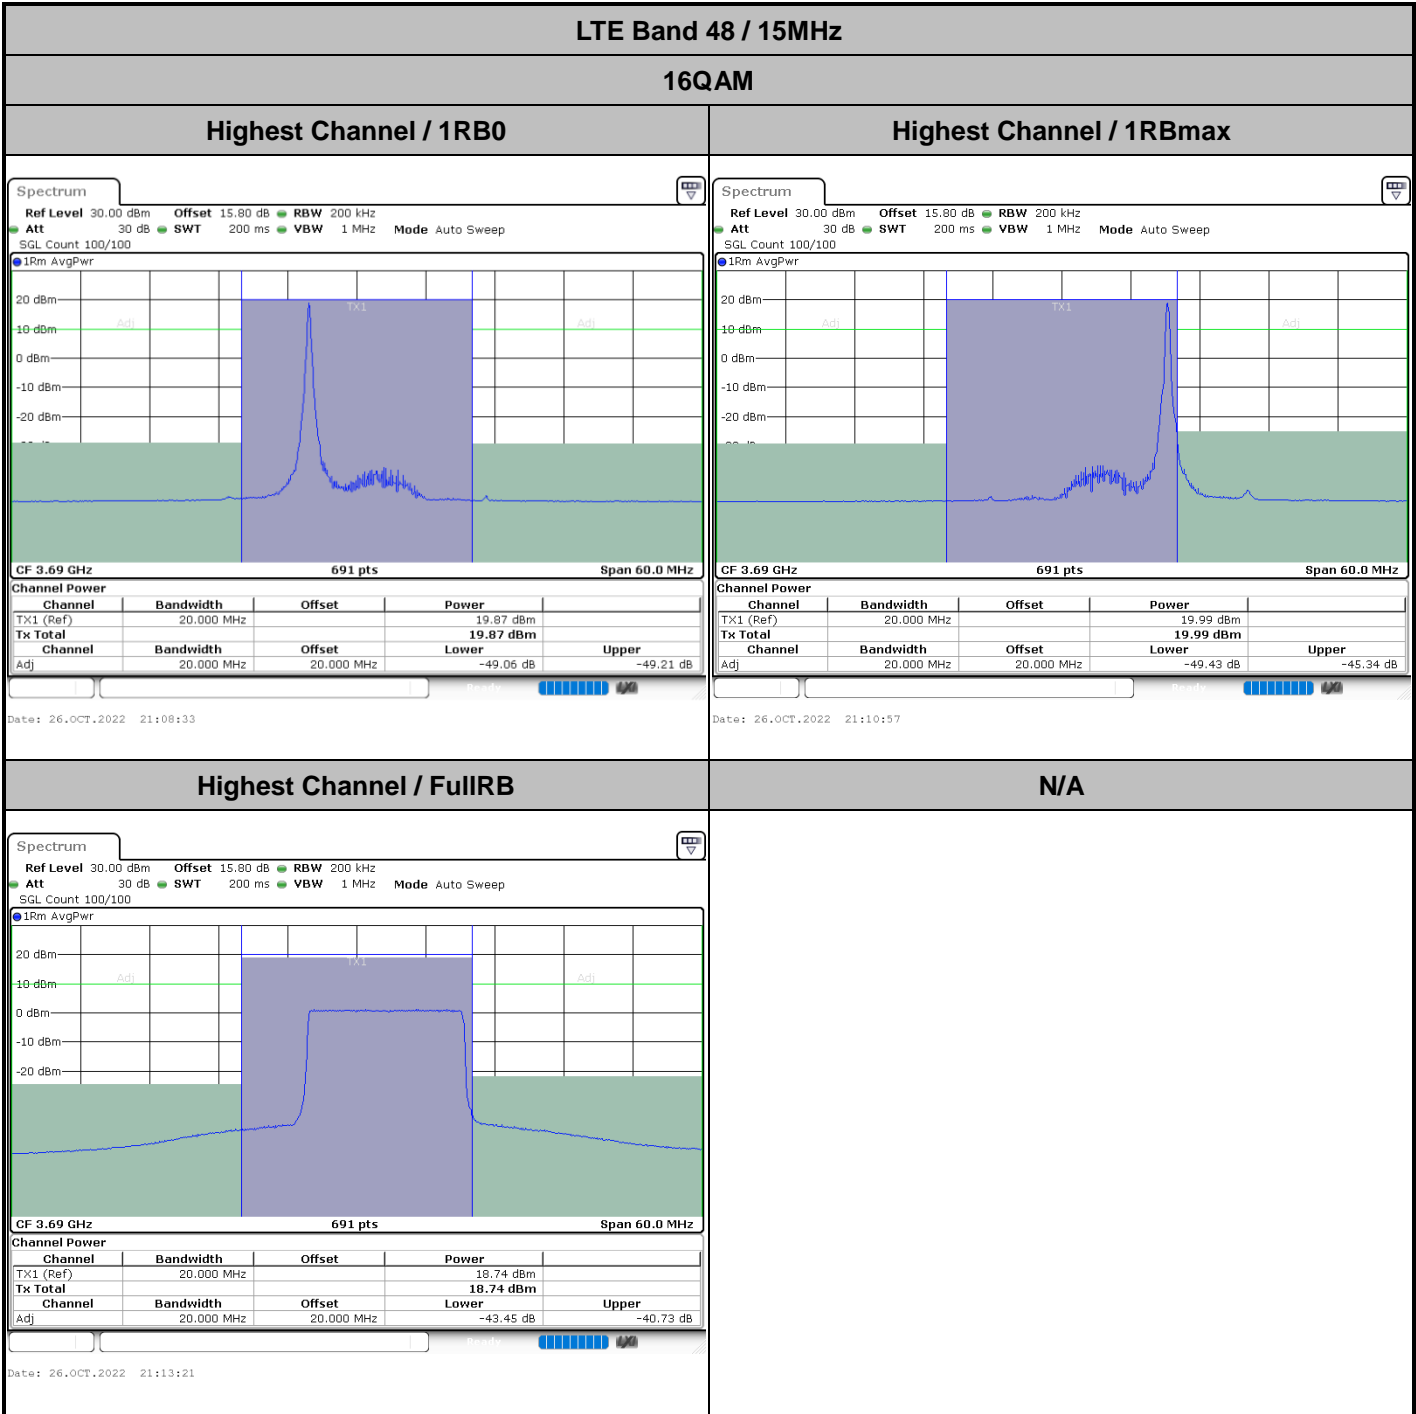 LTE Band 48 / 15MHz
16QAM
Highest Channel / 1RB0
Highest Channel / 1RBmax
Spectrum
Ref Level 30.00 dBm Offset 15.80 dB RBW 200 kHz
Att 30 dB SWT 200 ms VBW 1 MHz Mode Auto Sweep
SGL Count 100/100
1Rm AvgPwr
TX1
20 dBm
Adj
Adj
10 dBm
0 dBm
-10 dBm
-20 dBm
CF 3.69 GHz 691 pts Span 60.0 MHz
Channel Power
Channel Bandwidth Offset Power
TX1 (Ref) 20.000 MHz 19.87 dBm
Tx Total 19.87 dBm
Channel Bandwidth Offset Lower Upper
Adj 20.000 MHz 20.000 MHz -49.06 dB -49.21 dB
Ready
Date: 26.OCT.2022 21:08:33
Spectrum
Ref Level 30.00 dBm Offset 15.80 dB RBW 200 kHz
Att 30 dB SWT 200 ms VBW 1 MHz Mode Auto Sweep
SGL Count 100/100
1Rm AvgPwr
TX1
20 dBm
Adj
Adj
10 dBm
0 dBm
-10 dBm
-20 dBm
CF 3.69 GHz 691 pts Span 60.0 MHz
Channel Power
Channel Bandwidth Offset Power
TX1 (Ref) 20.000 MHz 19.99 dBm
Tx Total 19.99 dBm
Channel Bandwidth Offset Lower Upper
Adj 20.000 MHz 20.000 MHz -49.43 dB -45.34 dB
Ready
Date: 26.OCT.2022 21:10:57
Highest Channel / FullRB
N/A
Spectrum
Ref Level 30.00 dBm Offset 15.80 dB RBW 200 kHz
Att 30 dB SWT 200 ms VBW 1 MHz Mode Auto Sweep
SGL Count 100/100
1Rm AvgPwr
20 dBm
TX1
Adj
Adj
10 dBm
0 dBm
-10 dBm
-20 dBm
CF 3.69 GHz 691 pts Span 60.0 MHz
Channel Power
Channel Bandwidth Offset Power
TX1 (Ref) 20.000 MHz 18.74 dBm
Tx Total 18.74 dBm
Channel Bandwidth Offset Lower Upper
Adj 20.000 MHz 20.000 MHz -43.45 dB -40.73 dB
Ready
Date: 26.OCT.2022 21:13:21